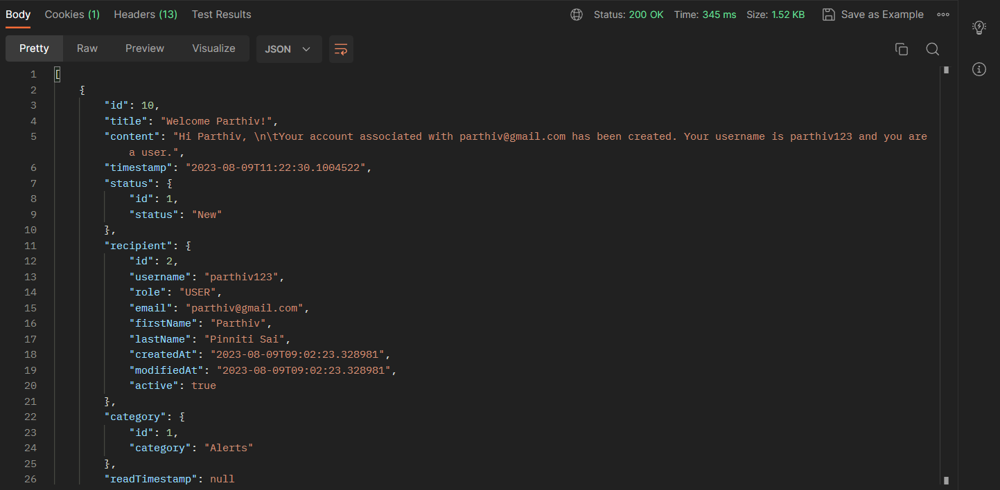 Body Cookies (1) Headers (13) Test Results Status: 200 OK Time: 345 ms Size: 1.52 KB Save as Example
Pretty Raw Preview Visualize JSON
1 [
2 {
3 "id": 10,
4 "title": "Welcome Parthiv!",
5 "content": "Hi Parthiv, \n\tYour account associated with parthiv@gmail.com has been created. Your username is parthiv123 and you are
a user.",
6 "timestamp": "2023-08-09T11:22:30.1004522",
7 "status": {
8 "id": 1,
9 "status": "New"
10 },
11 "recipient": {
12 "id": 2,
13 "username": "parthiv123",
14 "role": "USER",
15 "email": "parthiv@gmail.com",
16 "firstName": "Parthiv",
17 "lastName": "Pinniti Sai",
18 "createdAt": "2023-08-09T09:02:23.328981",
19 "modifiedAt": "2023-08-09T09:02:23.328981",
20 "active": true
21 },
22 "category": {
23 "id": 1,
24 "category": "Alerts"
25 },
26 "readTimestamp": null